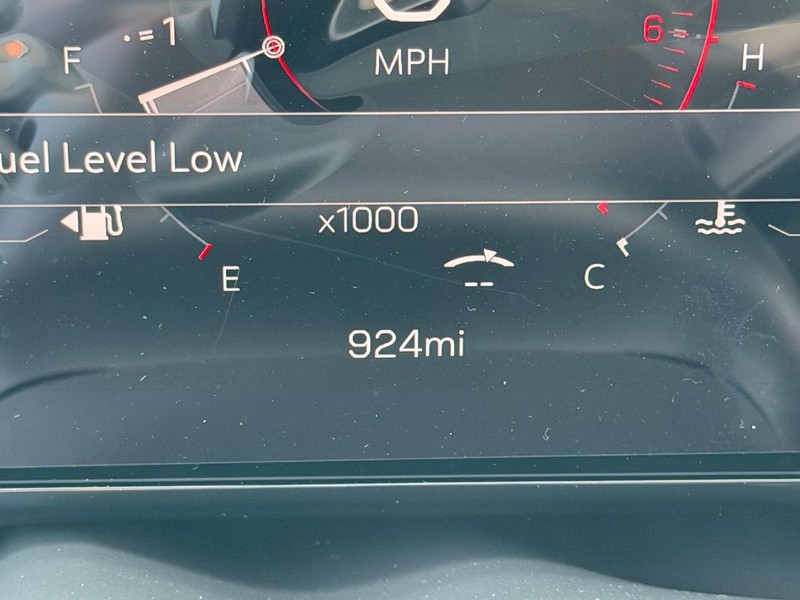 F
1
MPH
6
H
uel Level Low
x1000
E
--
C
924mi